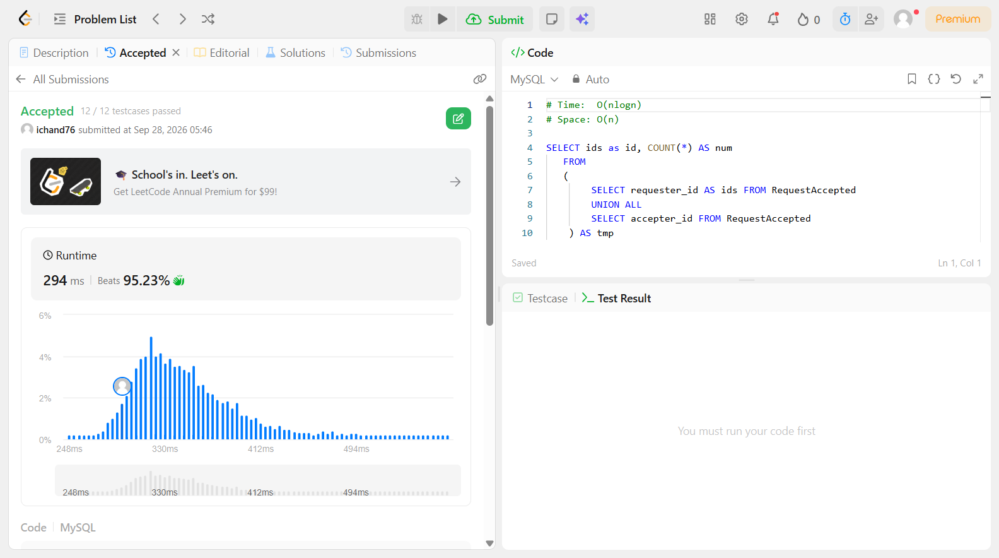 Problem List
Submit
0
Premium
Description
Accepted
Editorial
Solutions
Submissions
All Submissions
Accepted 12 / 12 testcases passed
ichand76 submitted at Sep 28, 2026 05:46
School's in. Leet's on.
Get LeetCode Annual Premium for $99!
Runtime
294 ms Beats 95.23%
6%
4%
2%
0%
248ms 330ms 412ms 494ms
248ms 330ms 412ms 494ms
Code MySQL
</> Code
MySQL Auto
1 # Time:  O(nlogn)
2 # Space: O(n)
3
4 SELECT ids as id, COUNT(*) AS num
5 FROM
6 (
7 SELECT requester_id AS ids FROM RequestAccepted
8 UNION ALL
9 SELECT accepter_id FROM RequestAccepted
10 ) AS tmp
Saved Ln 1, Col 1
Testcase
Test Result
You must run your code first